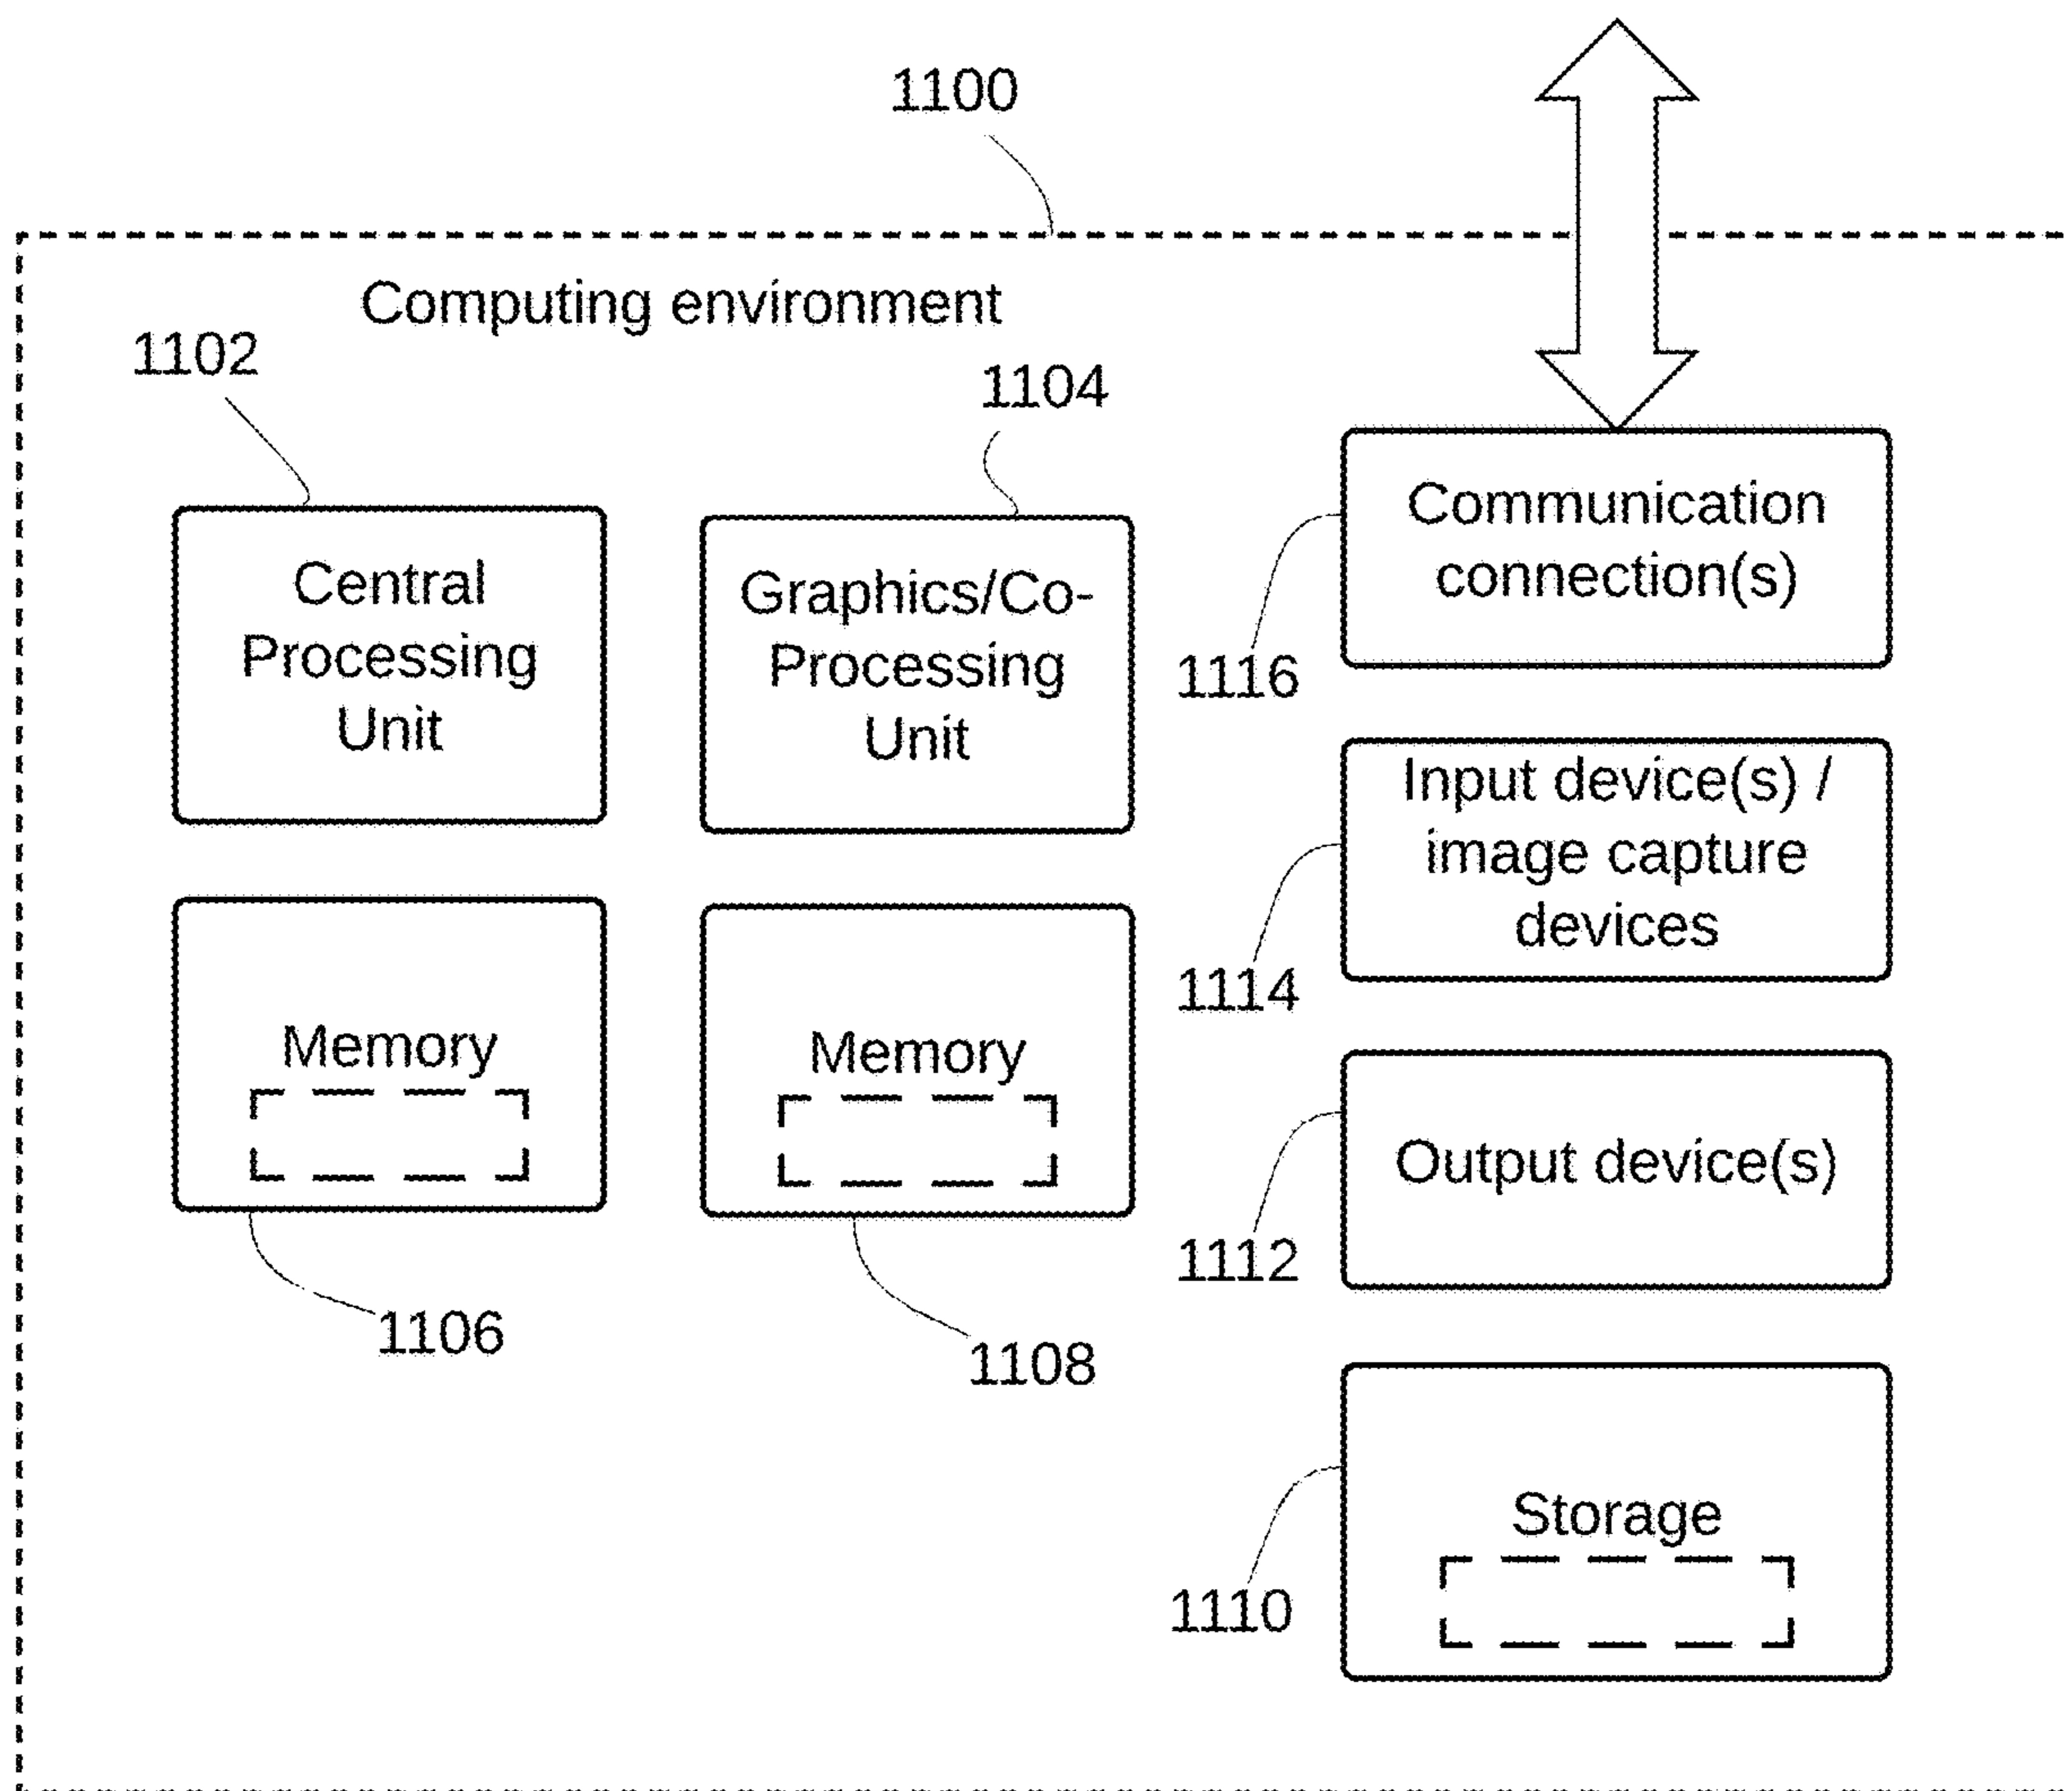 1100
Computing environment
1102
1104
Central
Processing
Unit
Graphics/Co-
Processing
Unit
Communication
connection(s)
1116
Input device(s) /
image capture
devices
1114
Memory
Memory
Output device(s)
1112
1106
1108
Storage
1110